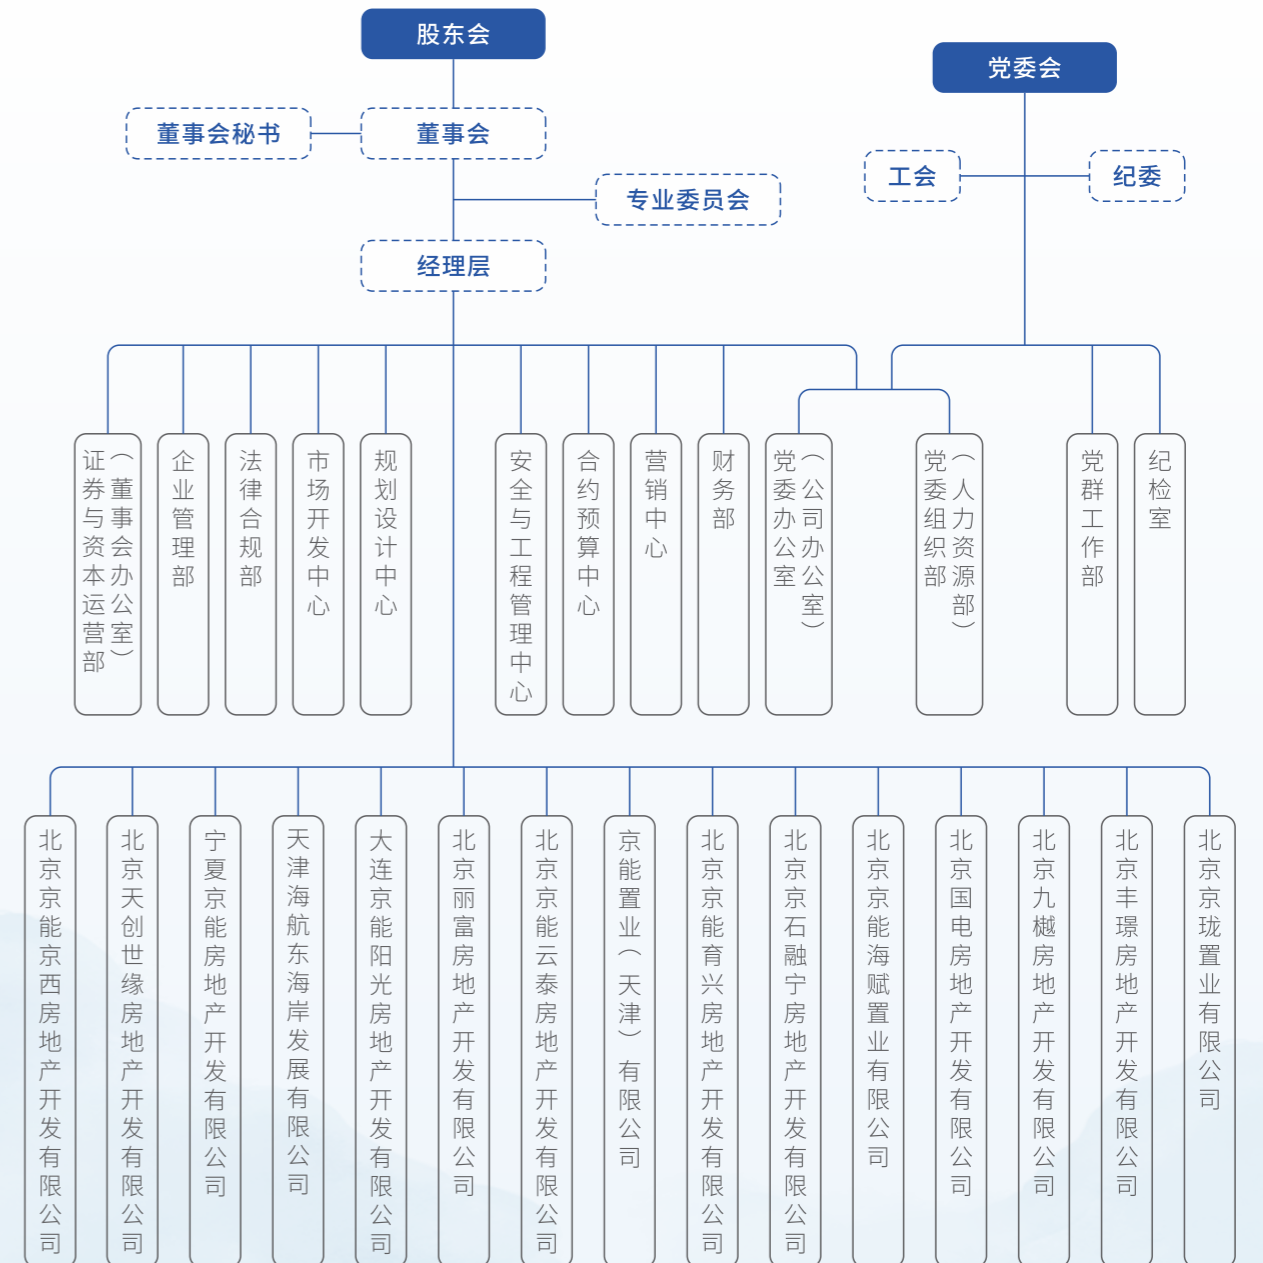 股东会
党委会
董事会秘书
董事会
工会
纪委
专业委员会
经理层
证券与资本运营部
（董事会办公室）
企业管理部
法律合规部
市场开发中心
规划设计中心
安全与工程管理中心
合约预算中心
营销中心
财务部
党委办公室
（公司办公室）
党委组织部
（人力资源部）
党群工作部
纪检室
北京京能京西房地产开发有限公司
北京天创世缘房地产开发有限公司
宁夏京能房地产开发有限公司
天津海航东海岸发展有限公司
大连京能阳光房地产开发有限公司
北京丽富房地产开发有限公司
北京京能云泰房地产开发有限公司
京能置业（天津）有限公司
北京京能育兴房地产开发有限公司
北京京石融宁房地产开发有限公司
北京京能海赋置业有限公司
北京国电房地产开发有限公司
北京九樾房地产开发有限公司
北京丰璟房地产开发有限公司
北京京珑置业有限公司